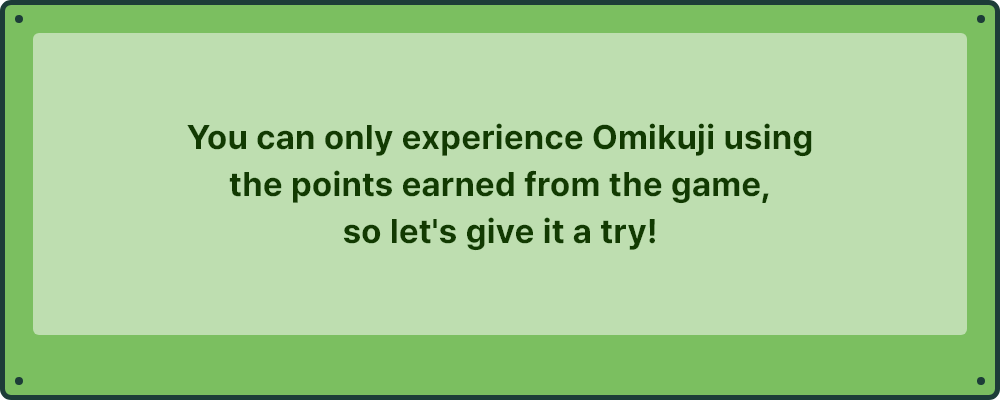 You can only experience Omikuji using
the points earned from the game,
so let's give it a try!